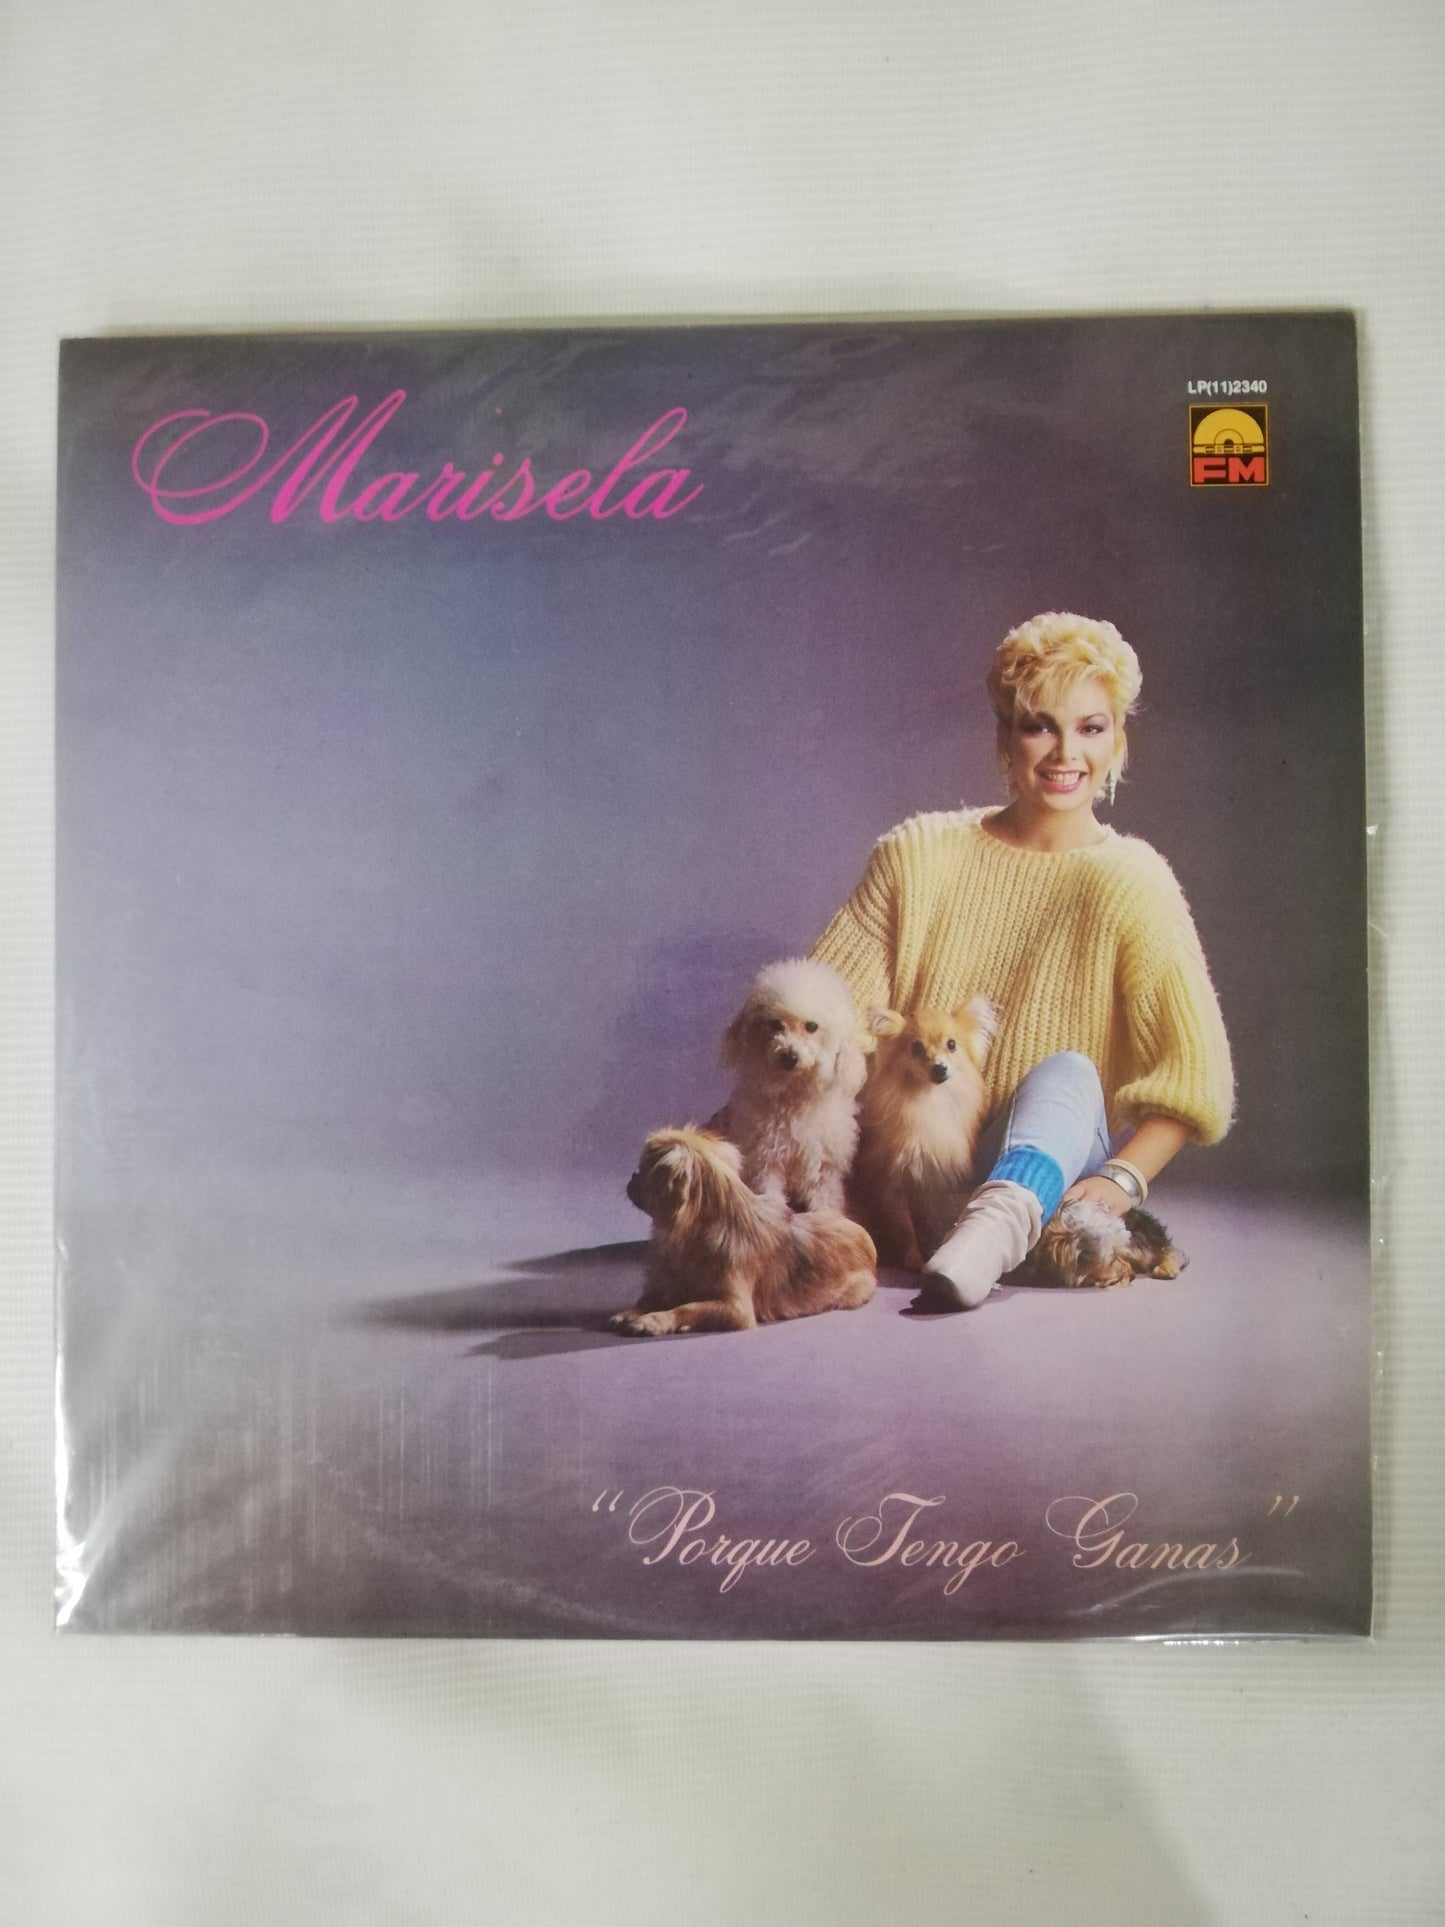 LP(11)2340
FM
Marisela
"Porque Tengo Ganas"